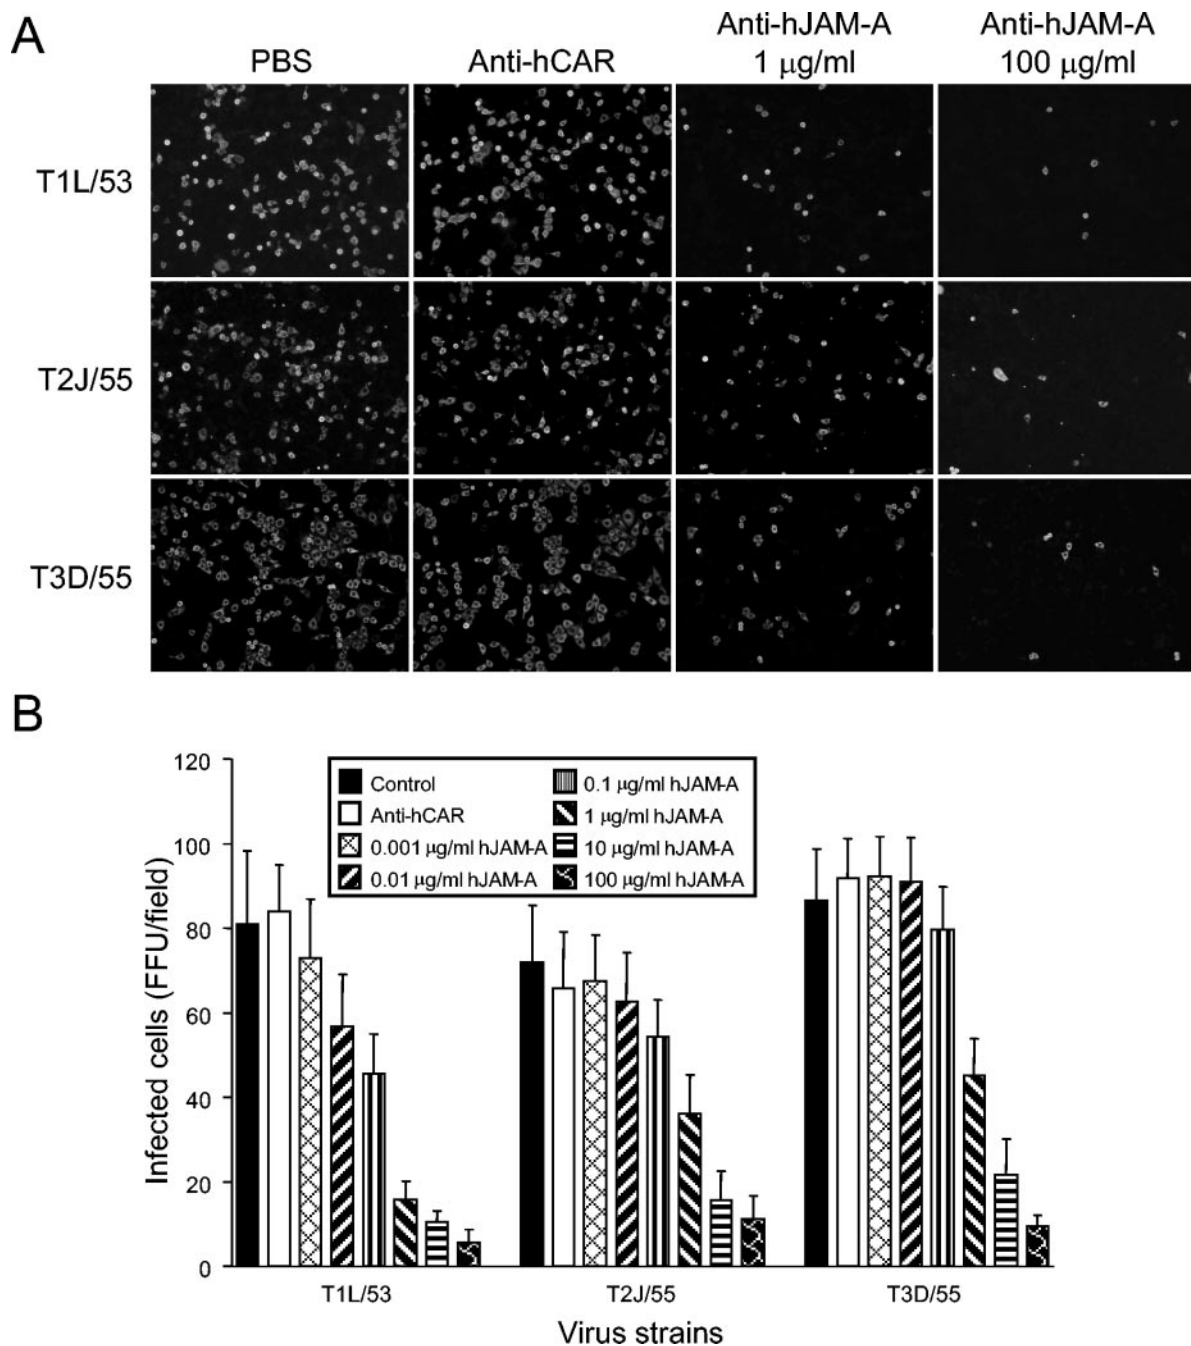 A
PBS
Anti-hCAR
Anti-hJAM-A
1 µg/ml
Anti-hJAM-A
100 µg/ml
T1L/53
T2J/55
T3D/55
B
Infected cells (FFU/field)
120
100
80
60
40
20
0
Control
Anti-hCAR
0.001 µg/ml hJAM-A
0.01 µg/ml hJAM-A
0.1 µg/ml hJAM-A
1 µg/ml hJAM-A
10 µg/ml hJAM-A
100 µg/ml hJAM-A
T1L/53
T2J/55
T3D/55
Virus strains